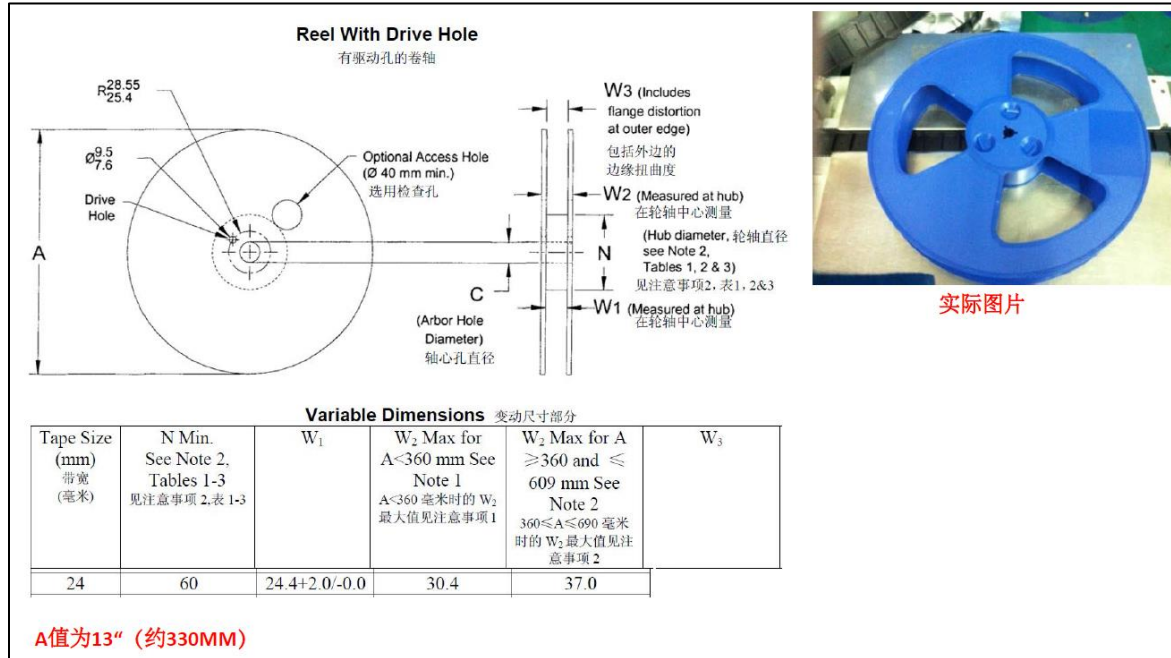 Reel With Drive Hole
有驱动孔的卷轴
R28.55
25.4
Ø9.5
7.6
Drive
Hole
A
Optional Access Hole
(Ø 40 mm min.)
选用检查孔
C
(Arbor Hole
Diameter)
轴心孔直径
W3 (Includes
flange distortion
at outer edge)
包括外边的
边缘扭曲度
W2 (Measured at hub)
在轮轴中心测量
N
(Hub diameter, 轮轴直径
see Note 2,
Tables 1, 2 & 3)
见注意事项2，表1，2&3
W1 (Measured at hub)
在轮轴中心测量
实际图片
Variable Dimensions 变动尺寸部分
Tape Size
(mm)
带宽
(毫米)
N Min.
See Note 2,
Tables 1-3
见注意事项 2,表 1-3
W1
W2 Max for
A<360 mm See
Note 1
A<360 毫米时的 W2
最大值见注意事项1
W2 Max for A
≥360 and ≤
609 mm See
Note 2
360≤A≤690 毫米
时的 W2 最大值见注
意事项 2
W3
24 60 24.4+2.0/-0.0 30.4 37.0
A值为13“（约330MM）